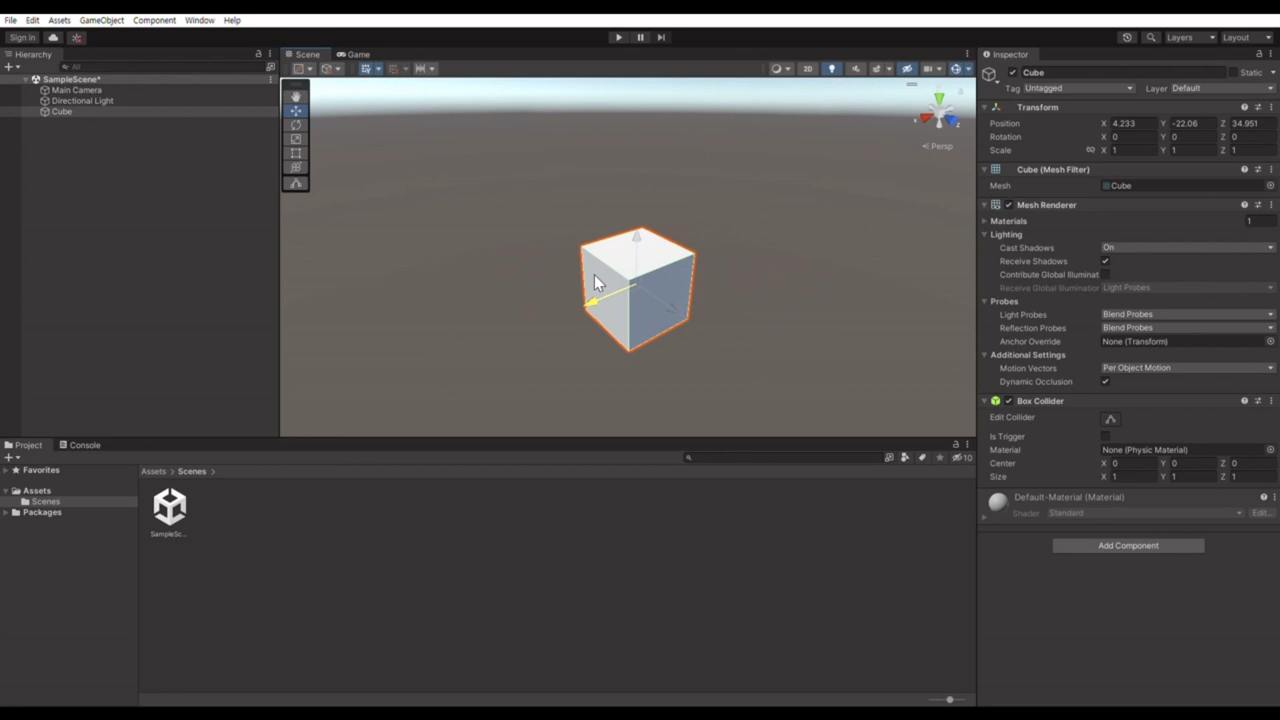 File Edit Assets GameObject Component Window Help
Sign in
Layers Layout
Hierarchy
All
SampleScene*
Main Camera
Directional Light
Cube
Scene Game
2D
x
z
Persp
Inspector
Cube Static
Tag Untagged Layer Default
Transform
Position X 4.233 Y -22.06 Z 34.951
Rotation X 0 Y 0 Z 0
Scale X 1 Y 1 Z 1
Cube (Mesh Filter)
Mesh Cube
Mesh Renderer
Materials 1
Lighting
Cast Shadows On
Receive Shadows
Contribute Global Illuminat
Receive Global Illumination Light Probes
Probes
Light Probes Blend Probes
Reflection Probes Blend Probes
Anchor Override None (Transform)
Additional Settings
Motion Vectors Per Object Motion
Dynamic Occlusion
Box Collider
Edit Collider
Is Trigger
Material None (Physic Material)
Center X 0 Y 0 Z 0
Size X 1 Y 1 Z 1
Default-Material (Material)
Shader Standard Edit...
Add Component
Project Console
10
Favorites
Assets
Scenes
Packages
Assets > Scenes >
SampleSc...